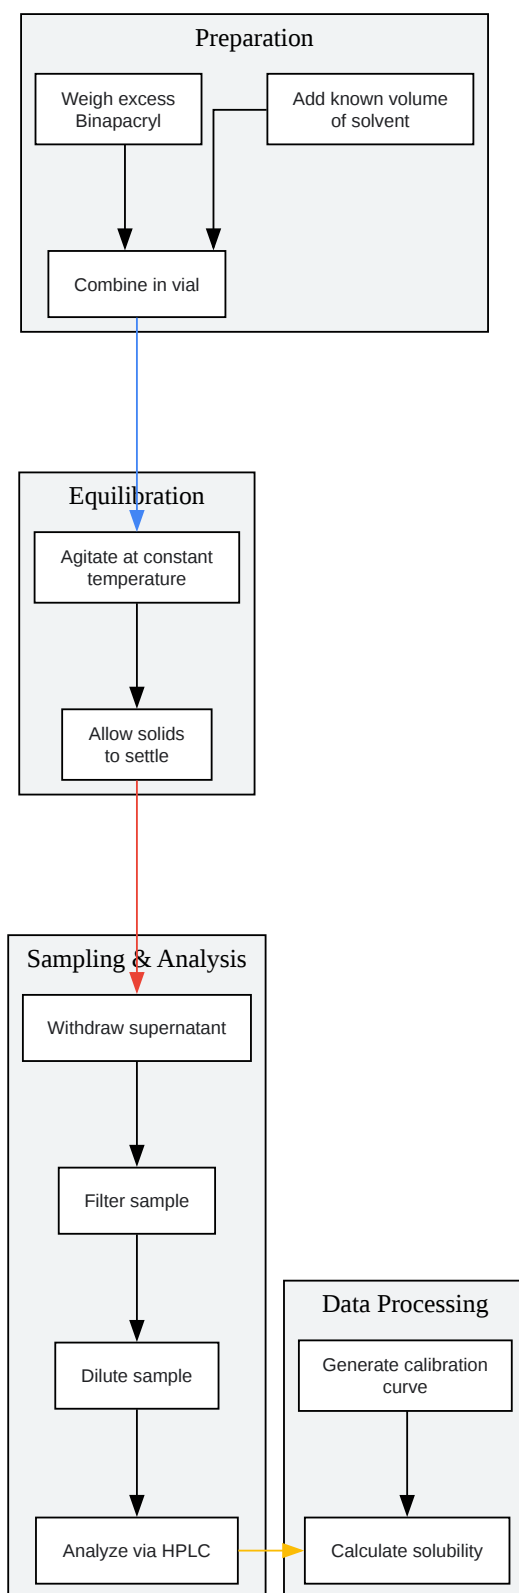 Preparation
Weigh excess
Binapacryl
Add known volume
of solvent
Combine in vial
Equilibration
Agitate at constant
temperature
Allow solids
to settle
Sampling & Analysis
Withdraw supernatant
Filter sample
Dilute sample
Analyze via HPLC
Data Processing
Generate calibration
curve
Calculate solubility